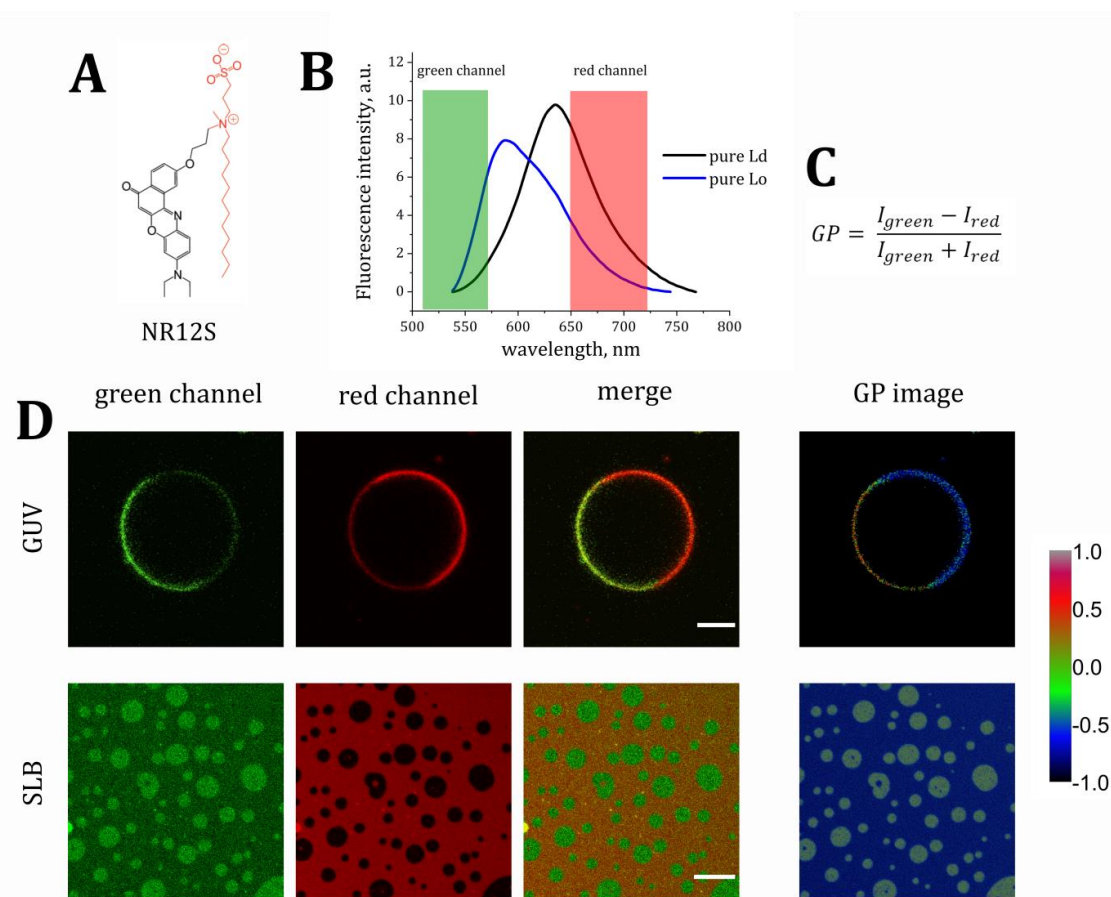 A
O
⊖
O
S
O
N
⊕
O
O
N
O
N
NR12S
B
Fluorescence intensity, a.u.
12
10
8
6
4
2
0
green channel
red channel
pure Ld
pure Lo
500 550 600 650 700 750 800
wavelength, nm
C
GP = (I_green − I_red) / (I_green + I_red)
D
green channel red channel merge GP image
GUV
SLB
1.0
0.5
0.0
-0.5
-1.0